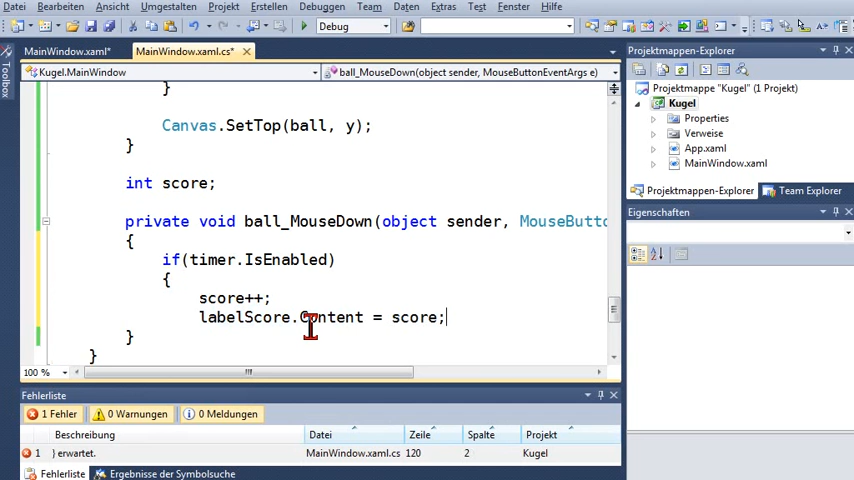 Datei Bearbeiten Ansicht Umgestalten Projekt Erstellen Debuggen Team Daten Extras Test Fenster Hilfe
Debug
MainWindow.xaml* MainWindow.xaml.cs*
Kugel.MainWindow ball_MouseDown(object sender, MouseButtonEventArgs e)
Toolbox
}
Canvas.SetTop(ball, y);
}
int score;
private void ball_MouseDown(object sender, MouseButto
{
if(timer.IsEnabled)
{
score++;
labelScore.Content = score;
}
}
100 %
Projektmappen-Explorer
Projektmappe "Kugel" (1 Projekt)
Kugel
Properties
Verweise
App.xaml
MainWindow.xaml
Projektmappen-Explorer Team Explorer
Eigenschaften
Fehlerliste
1 Fehler 0 Warnungen 0 Meldungen
Beschreibung Datei Zeile Spalte Projekt
1 } erwartet. MainWindow.xaml.cs 120 2 Kugel
Fehlerliste Ergebnisse der Symbolsuche